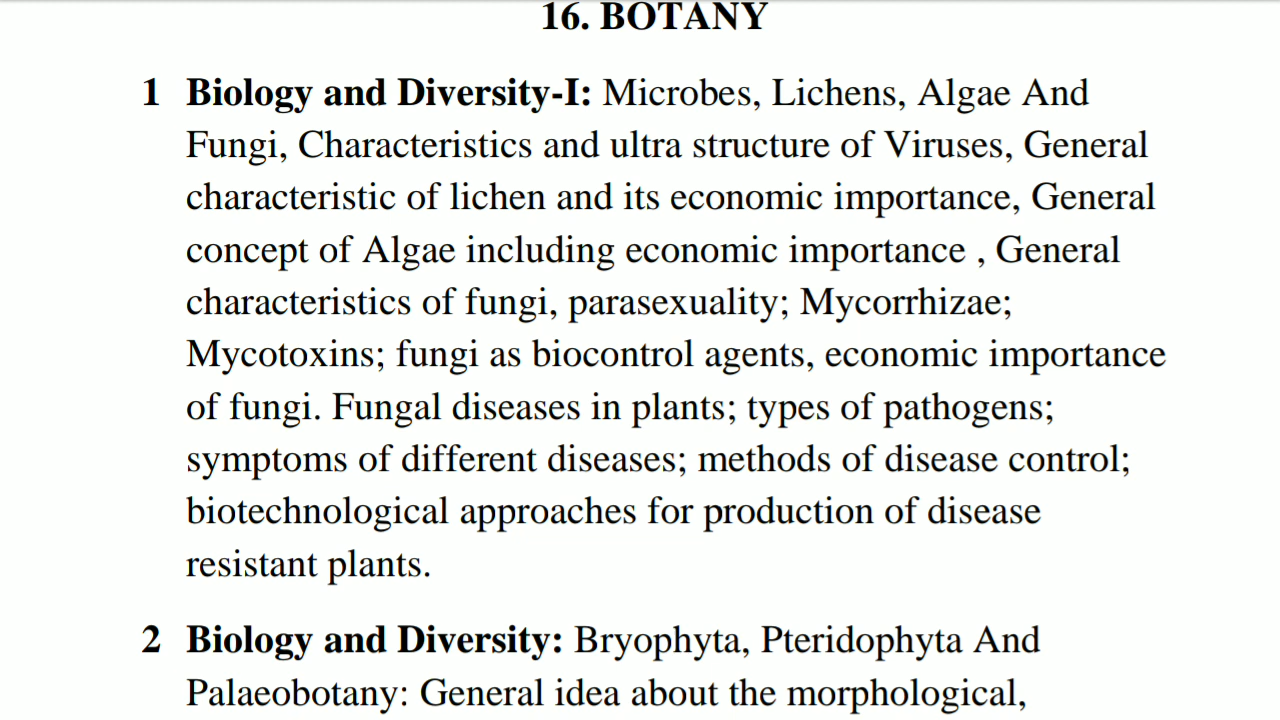 16. BOTANY
1 Biology and Diversity-I: Microbes, Lichens, Algae And
Fungi, Characteristics and ultra structure of Viruses, General
characteristic of lichen and its economic importance, General
concept of Algae including economic importance , General
characteristics of fungi, parasexuality; Mycorrhizae;
Mycotoxins; fungi as biocontrol agents, economic importance
of fungi. Fungal diseases in plants; types of pathogens;
symptoms of different diseases; methods of disease control;
biotechnological approaches for production of disease
resistant plants.
2 Biology and Diversity: Bryophyta, Pteridophyta And
Palaeobotany: General idea about the morphological,